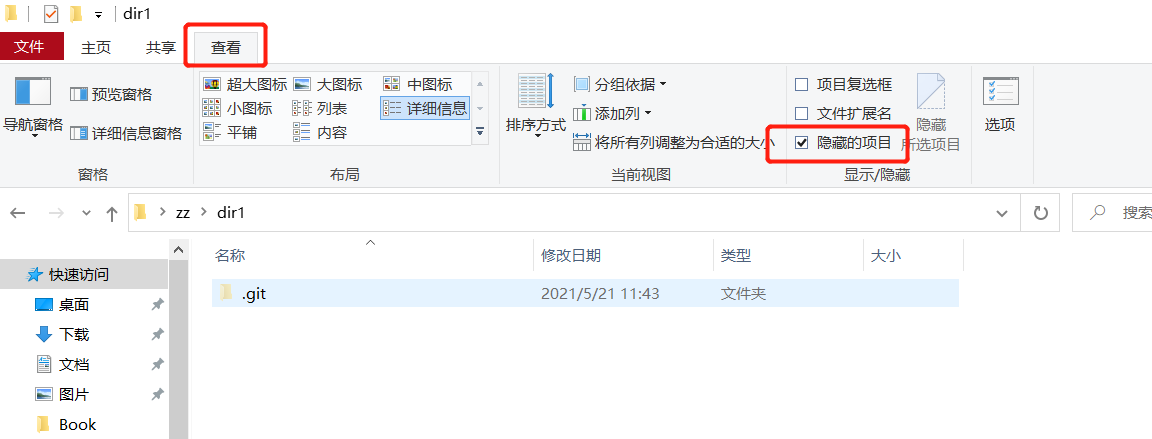 dir1
文件 主页 共享 查看
导航窗格 预览窗格 详细信息窗格
窗格
超大图标 大图标 中图标
小图标 列表 详细信息
平铺 内容
布局
排序方式 分组依据
添加列
将所有列调整为合适的大小
当前视图
项目复选框
文件扩展名
隐藏的项目
隐藏
所选项目
显示/隐藏
选项
zz dir1 搜索
名称 修改日期 类型 大小
.git 2021/5/21 11:43 文件夹
快速访问
桌面
下载
文档
图片
Book